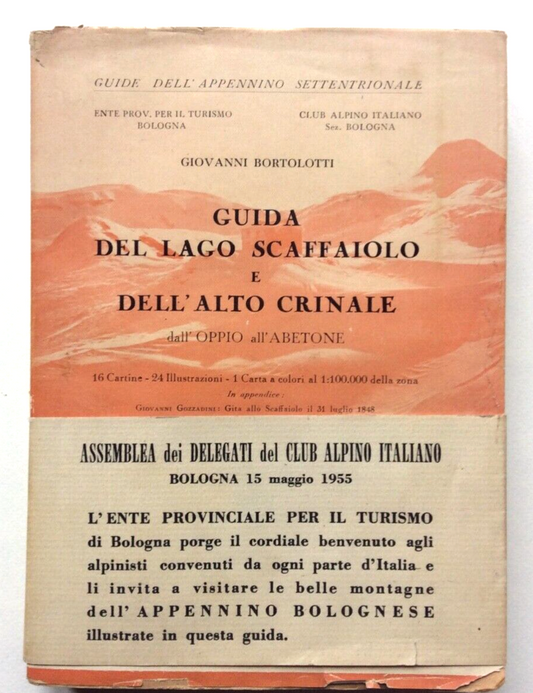 GUIDE DELL'APPENNINO SETTENTRIONALE
ENTE PROV. PER IL TURISMO
BOLOGNA
CLUB ALPINO ITALIANO
Sez. BOLOGNA
GIOVANNI BORTOLOTTI
GUIDA
DEL LAGO SCAFFAIOLO
E
DELL'ALTO CRINALE
dall'OPPIO all'ABETONE
16 Cartine - 24 Illustrazioni - 1 Carta a colori al 1:100.000 della zona
In appendice:
GIOVANNI GOZZADINI: Gita allo Scaffaiolo il 31 luglio 1848
ASSEMBLEA dei DELEGATI del CLUB ALPINO ITALIANO
BOLOGNA 15 maggio 1955
L'ENTE PROVINCIALE PER IL TURISMO
di Bologna porge il cordiale benvenuto agli
alpinisti convenuti da ogni parte d'Italia e
li invita a visitare le belle montagne
dell'APPENNINO BOLOGNESE
illustrate in questa guida.